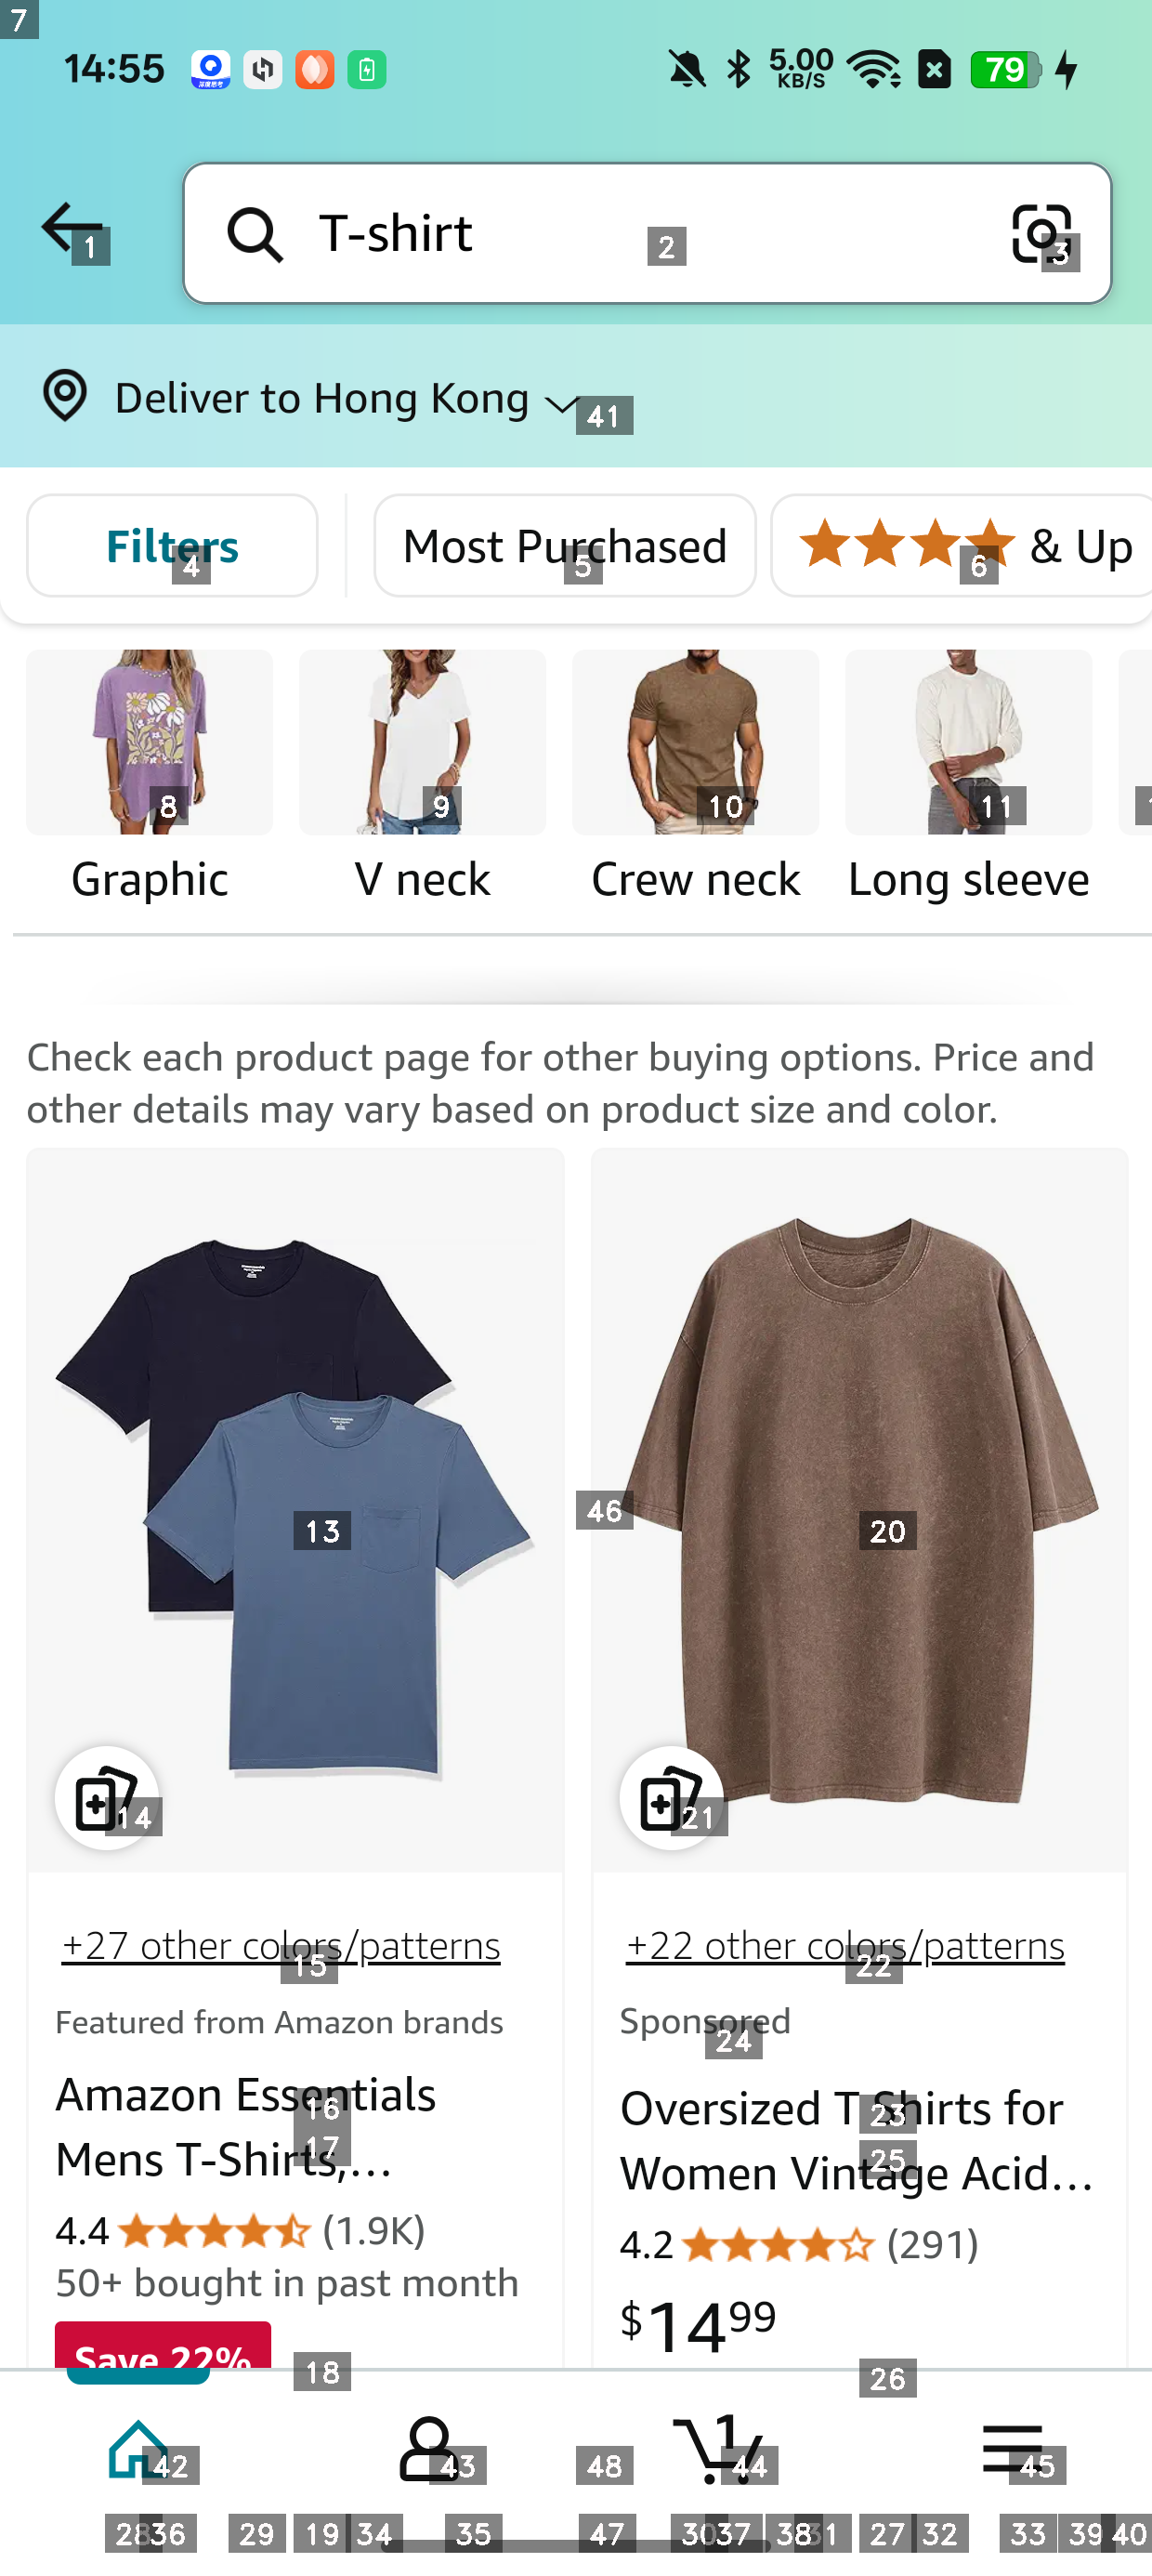 7
14:55
深度思考
5.00
KB/S
79
1
T-shirt
2
3
Deliver to Hong Kong
41
Filters
4
Most Purchased
5
& Up
6
8
9
10
11
Graphic
V neck
Crew neck
Long sleeve
Check each product page for other buying options. Price and
other details may vary based on product size and color.
13
46
20
14
21
+27 other colors/patterns
15
+22 other colors/patterns
22
Featured from Amazon brands
Sponsored
24
Amazon Essentials
16
Mens T-Shirts,...
17
Oversized T Shirts for
23
Women Vintage Acid...
25
4.4
(1.9K)
4.2
(291)
50+ bought in past month
$14.99
Save 22%
18
26
1
42
43
48
44
45
28
36
29
19
34
35
47
30
37
38
31
27
32
33
39
40